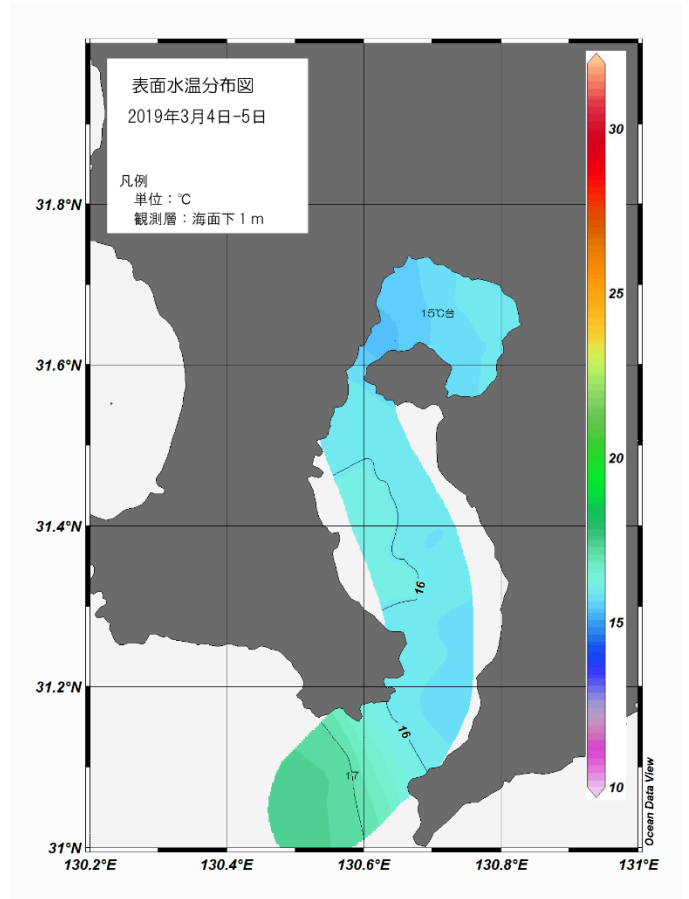 表面水温分布図
2019年3月4日-5日
凡例
単位：℃
観測層：海面下1m
31.8°N
31.6°N
31.4°N
31.2°N
31°N
130.2°E
130.4°E
130.6°E
130.8°E
131°E
15℃台
16
16
17
30
25
20
15
10
Ocean Data View